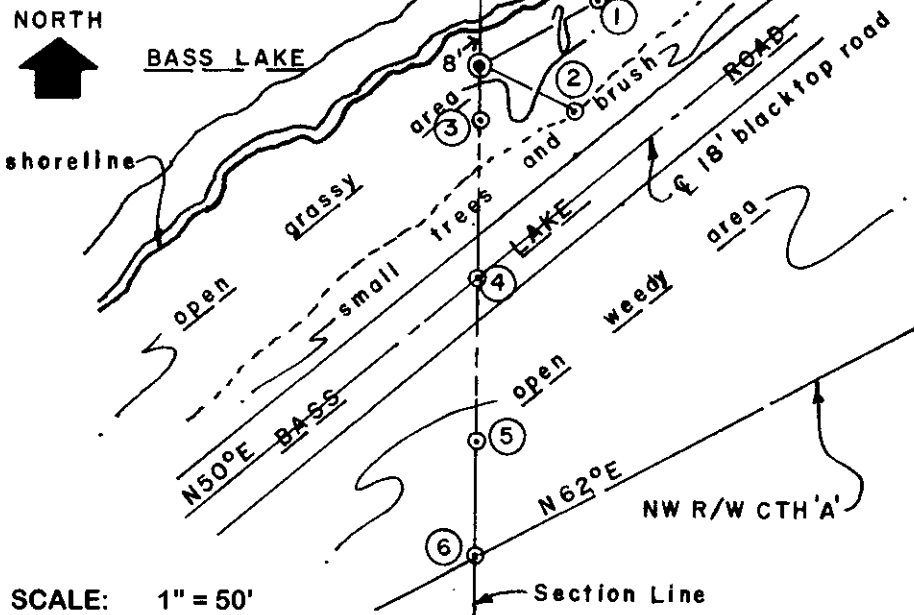 NORTH
BASS LAKE
shoreline
8'
1
2
3
4
5
6
open grassy area
small trees and brush
N50°E BASS LAKE ROAD
℄ 18' blacktop road
open weedy area
N62°E
NW R/W CTH 'A'
Section Line
SCALE: 1" = 50'